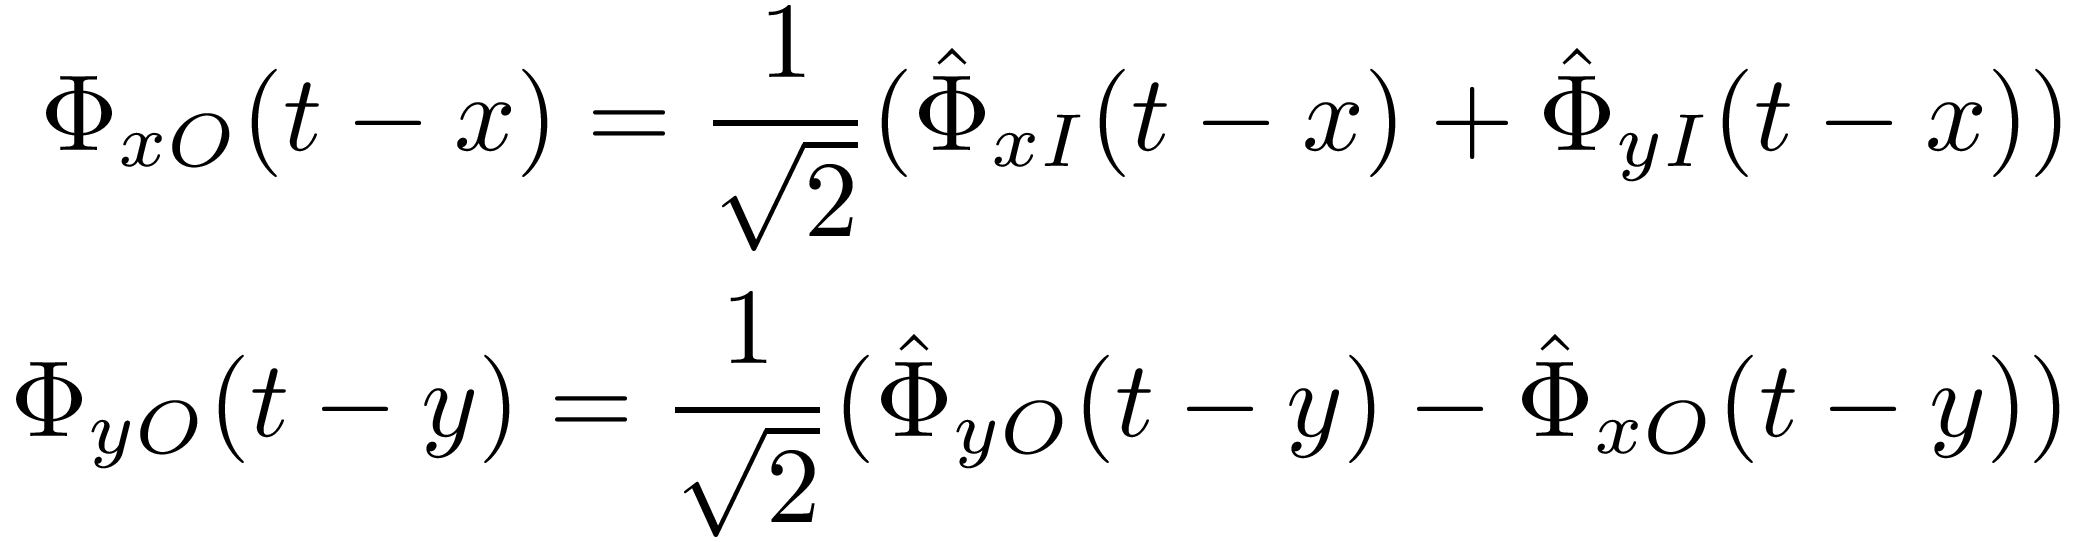 Φ_{xO}(t − x) = \frac{1}{\sqrt{2}}(\hat{Φ}_{xI}(t − x) + \hat{Φ}_{yI}(t − x))
Φ_{yO}(t − y) = \frac{1}{\sqrt{2}}(\hat{Φ}_{yO}(t − y) − \hat{Φ}_{xO}(t − y))